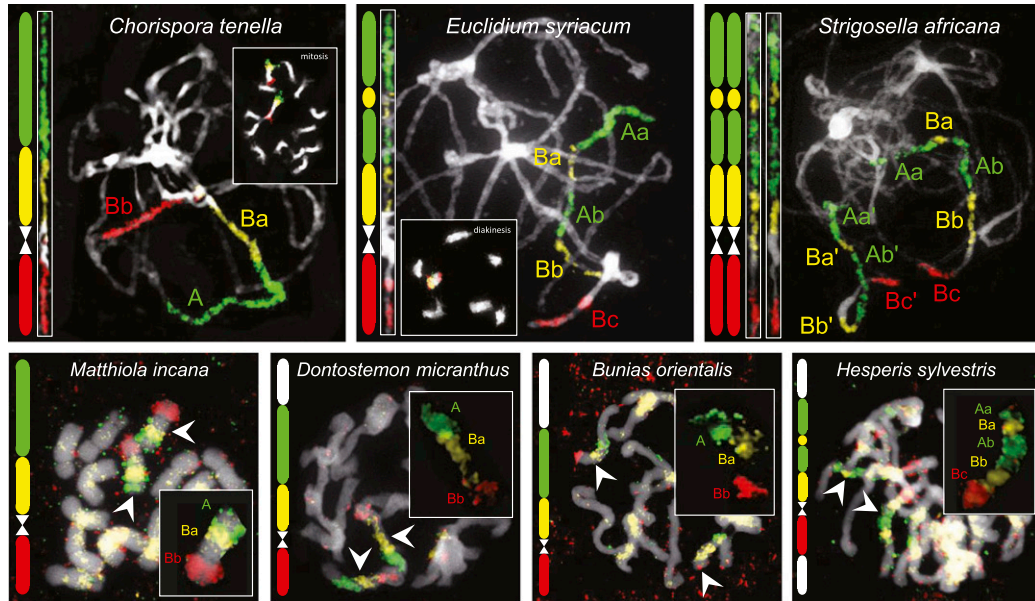 Chorispora tenella
mitosis
Bb
Ba
A
Euclidium syriacum
Aa
Ba
Ab
Bb
Bc
diakinesis
Strigosella africana
Ba
Aa
Ab
Aa
Bb
Ba'
Ab'
Bc'
Bc
Bb'
Matthiola incana
A
Ba
Bb
Dontostemon micranthus
A
Ba
Bb
Bunias orientalis
A
Ba
Bb
Hesperis sylvestris
Aa
Ba
Ab
Bb
Bc